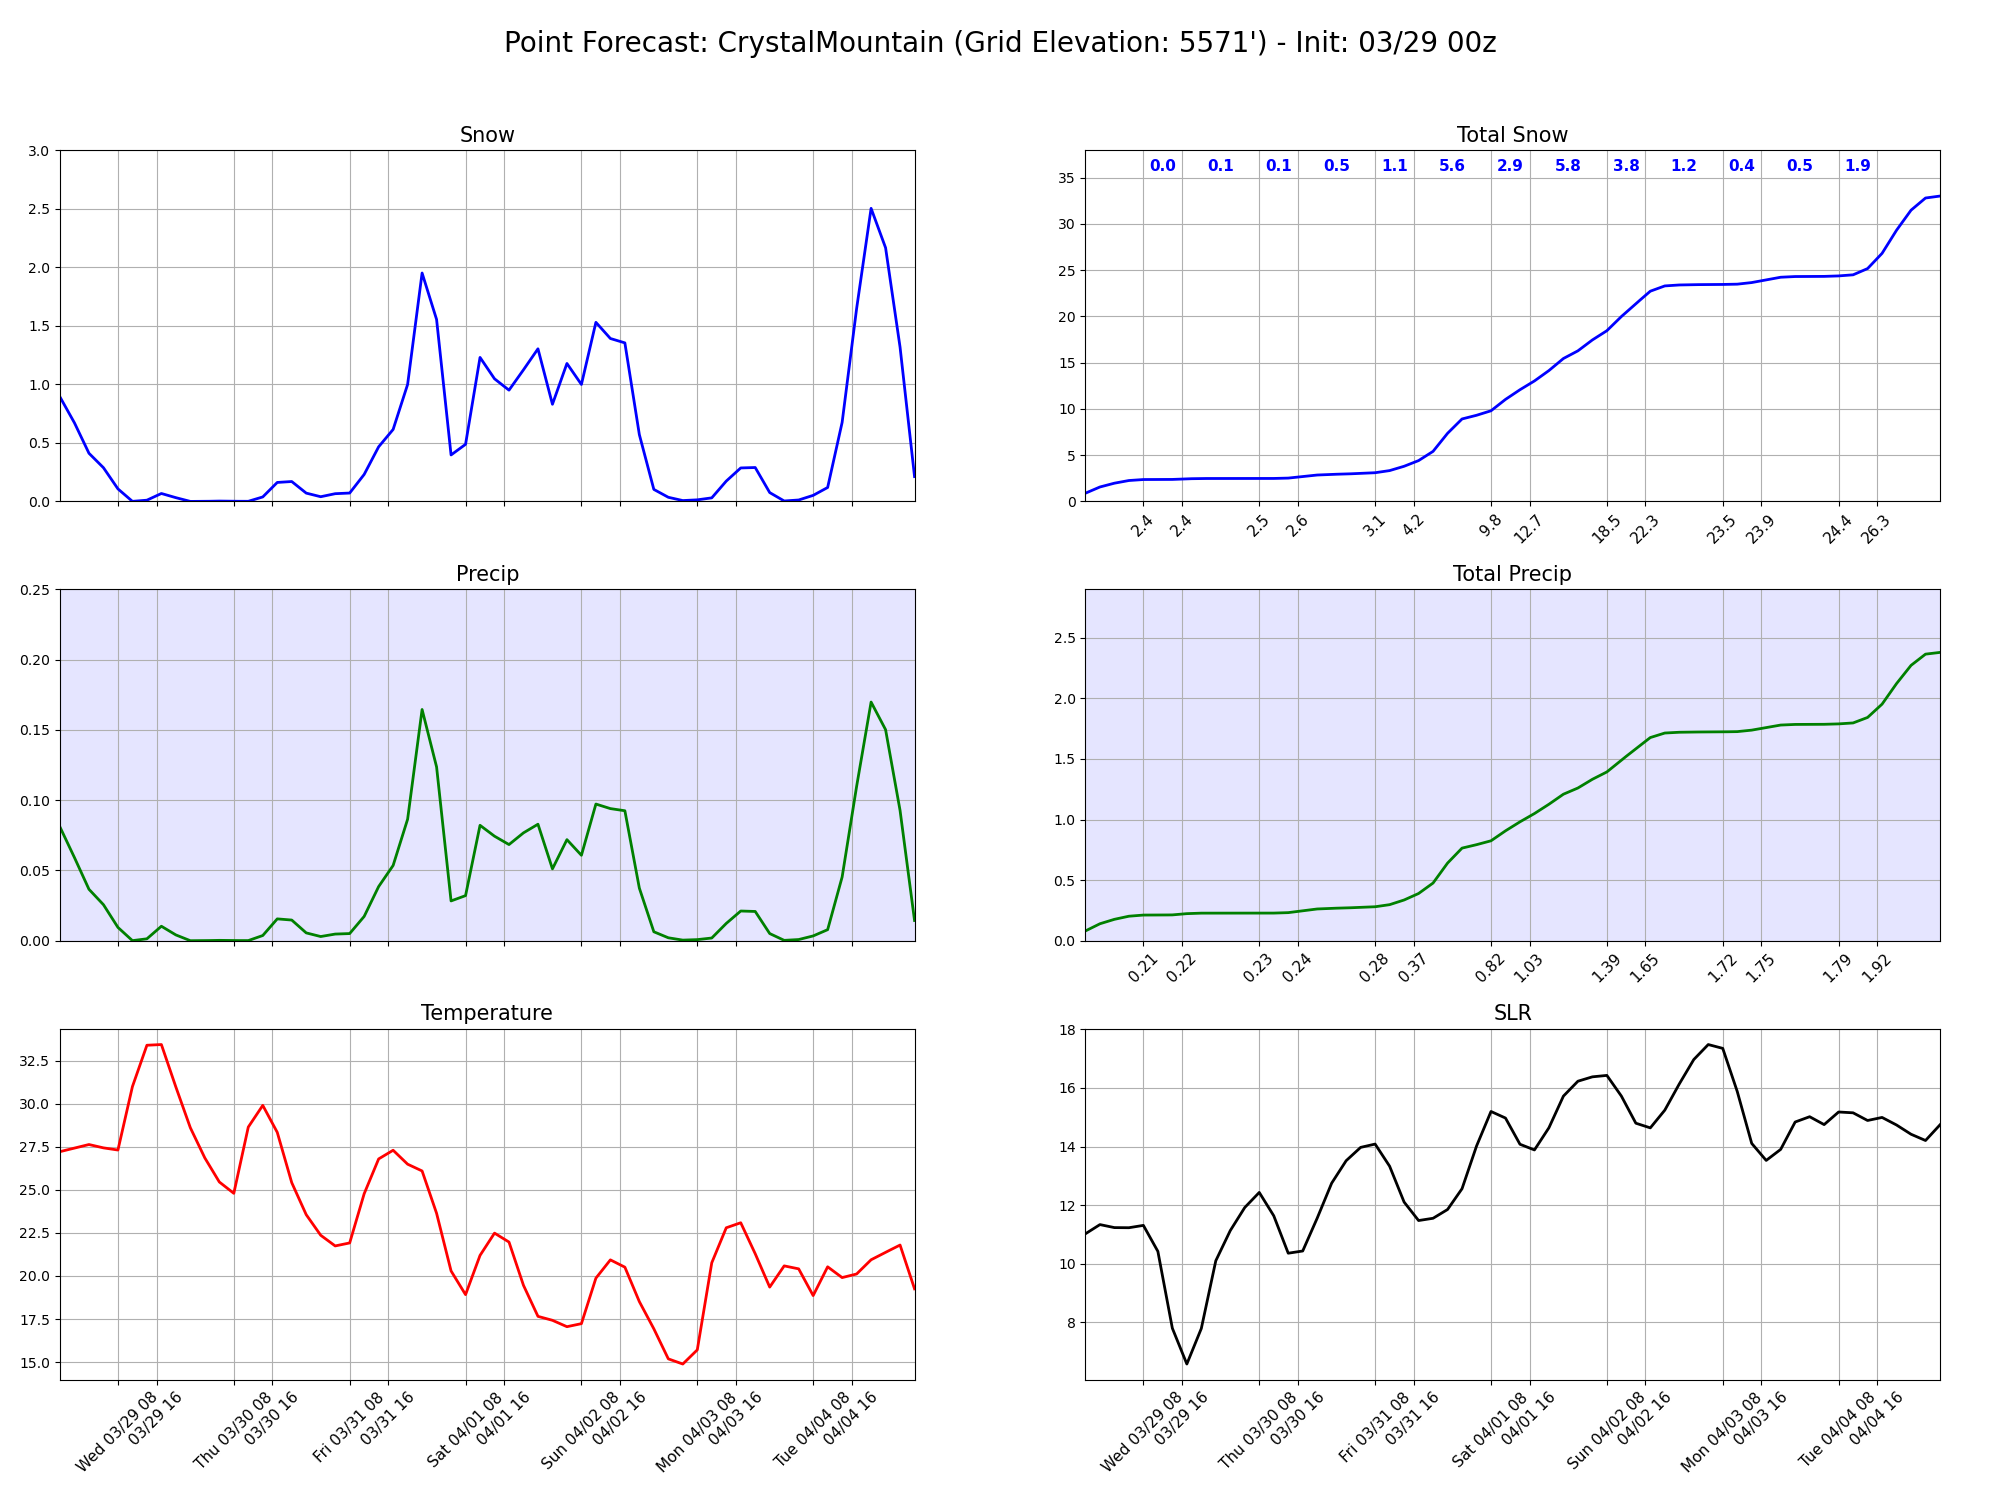 Point Forecast: CrystalMountain (Grid Elevation: 5571') - Init: 03/29 00z
Snow
3.0
2.5
2.0
1.5
1.0
0.5
0.0
Total Snow
0.0 0.1 0.1 0.5 1.1 5.6 2.9 5.8 3.8 1.2 0.4 0.5 1.9
35
30
25
20
15
10
5
0
2.4 2.4 2.5 2.6 3.1 4.2 9.8 12.7 18.5 22.3 23.5 23.9 24.4 26.3
Precip
0.25
0.20
0.15
0.10
0.05
0.00
Total Precip
2.5
2.0
1.5
1.0
0.5
0.0
0.21 0.22 0.23 0.24 0.28 0.37 0.82 1.03 1.39 1.65 1.72 1.75 1.79 1.92
Temperature
32.5
30.0
27.5
25.0
22.5
20.0
17.5
15.0
Wed 03/29 08
03/29 16
Thu 03/30 08
03/30 16
Fri 03/31 08
03/31 16
Sat 04/01 08
04/01 16
Sun 04/02 08
04/02 16
Mon 04/03 08
04/03 16
Tue 04/04 08
04/04 16
SLR
18
16
14
12
10
8
Wed 03/29 08
03/29 16
Thu 03/30 08
03/30 16
Fri 03/31 08
03/31 16
Sat 04/01 08
04/01 16
Sun 04/02 08
04/02 16
Mon 04/03 08
04/03 16
Tue 04/04 08
04/04 16